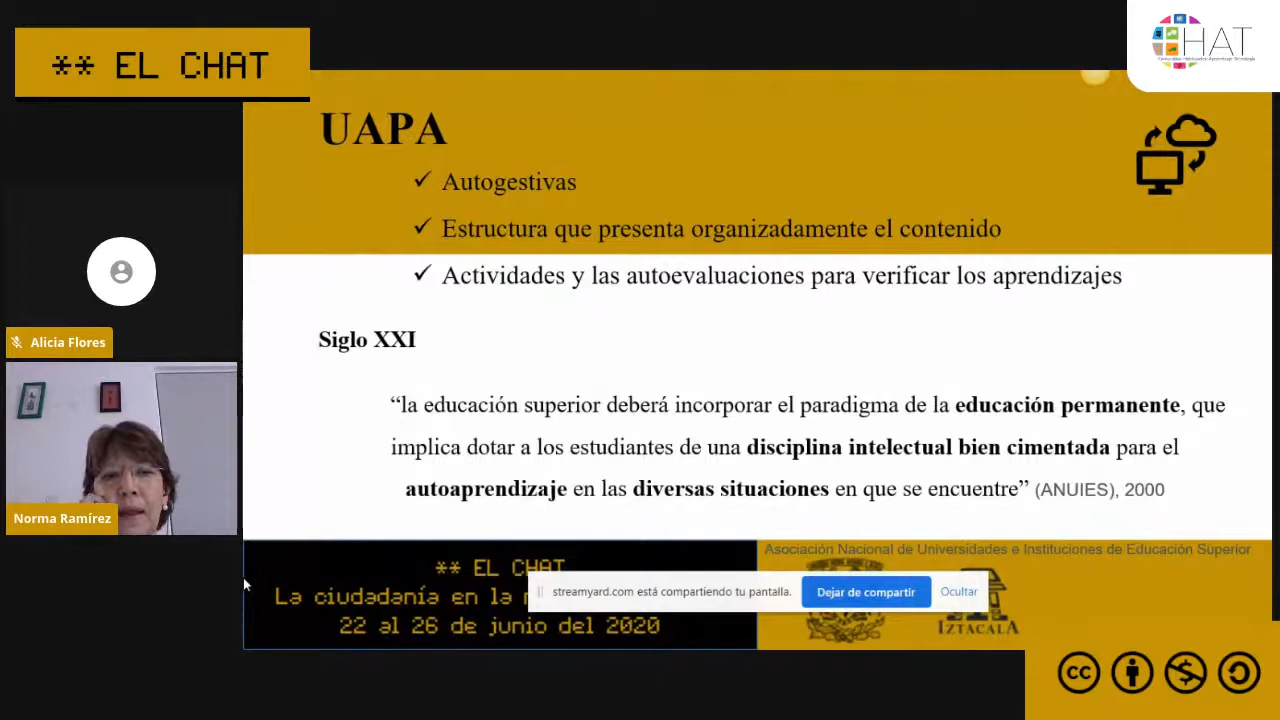 ** EL CHAT
CHAT
UAPA
✓ Autogestivas
✓ Estructura que presenta organizadamente el contenido
✓ Actividades y las autoevaluaciones para verificar los aprendizajes
Alicia Flores
Siglo XXI
“la educación superior deberá incorporar el paradigma de la educación permanente, que
implica dotar a los estudiantes de una disciplina intelectual bien cimentada para el
autoaprendizaje en las diversas situaciones en que se encuentre” (ANUIES), 2000
Norma Ramírez
Asociación Nacional de Universidades e Instituciones de Educación Superior
** EL CHAT
La ciudadanía en la
22 al 26 de junio del 2020
streamyard.com está compartiendo tu pantalla.
Dejar de compartir
Ocultar
IZTACALA
cc